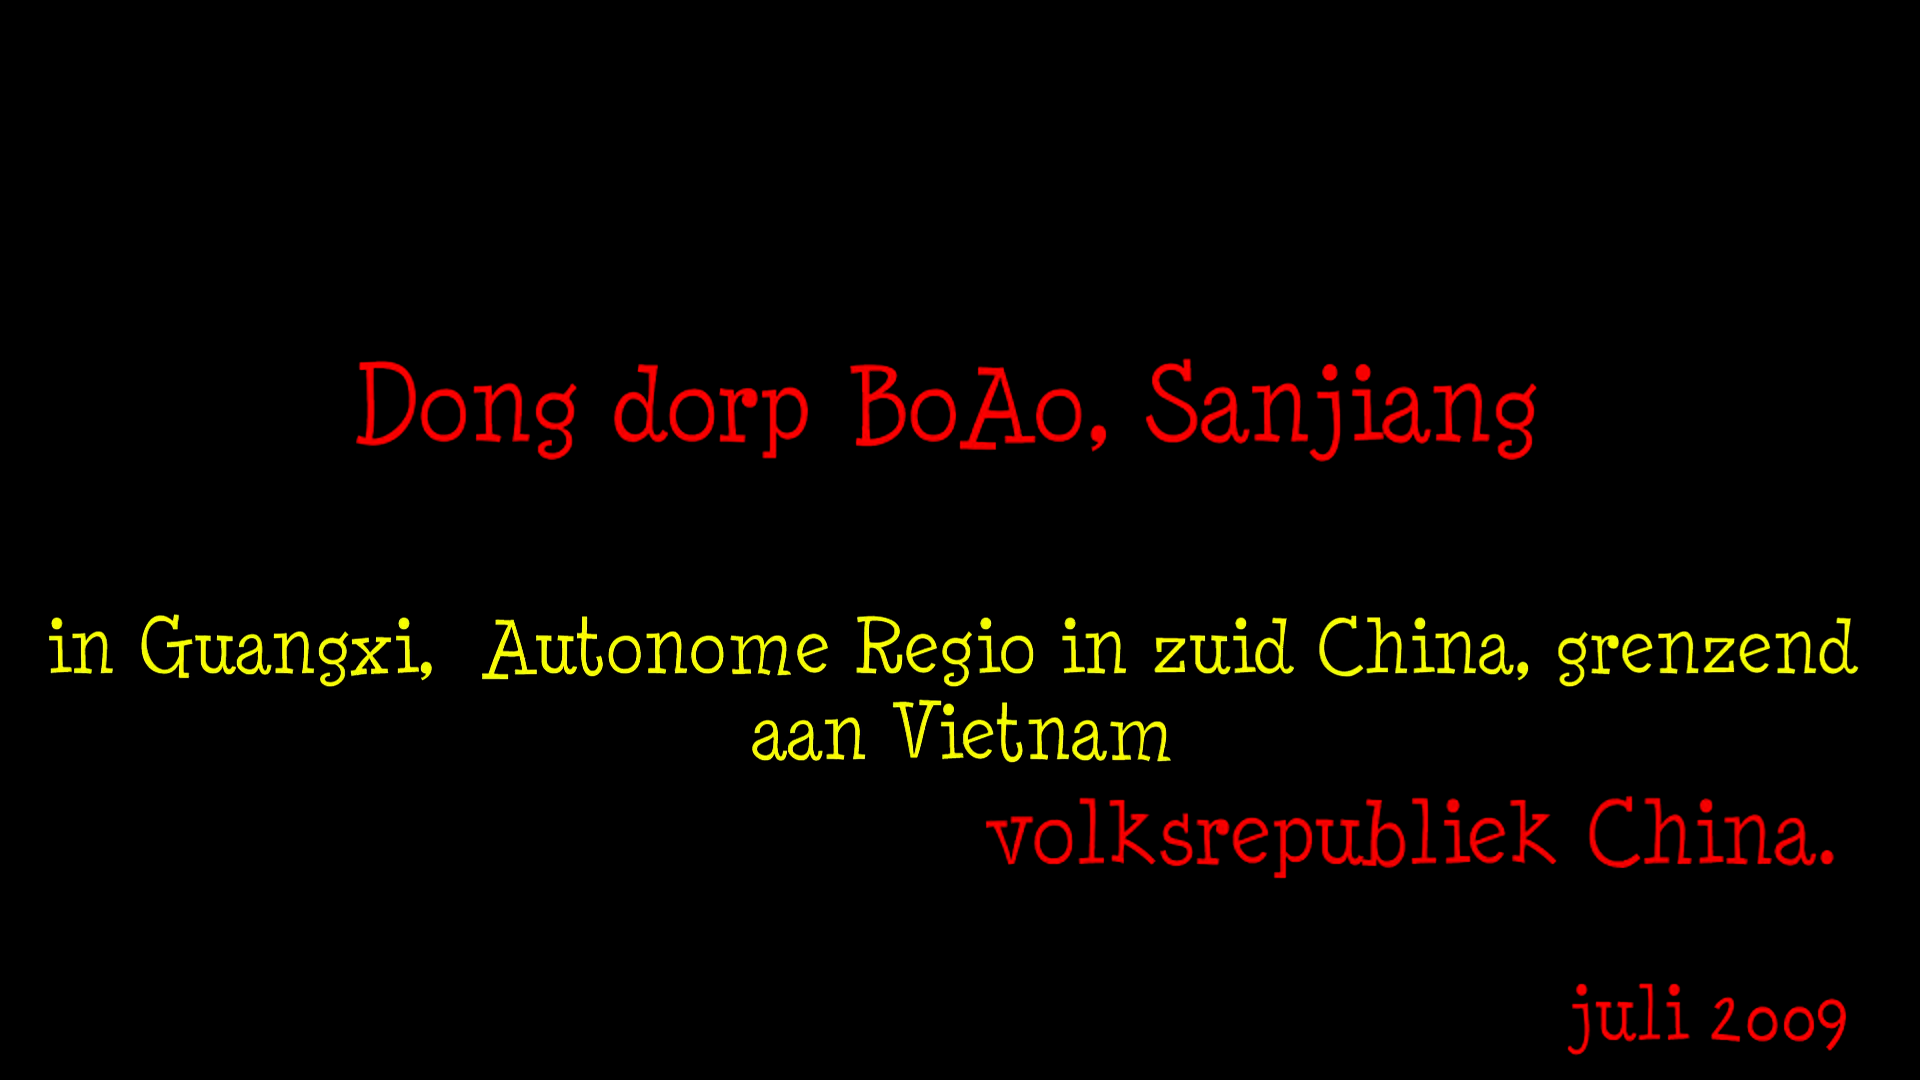 Dong dorp BoAo, Sanjiang
in Guangxi,  Autonome Regio in zuid China, grenzend
aan Vietnam
volksrepubliek China.
juli 2009